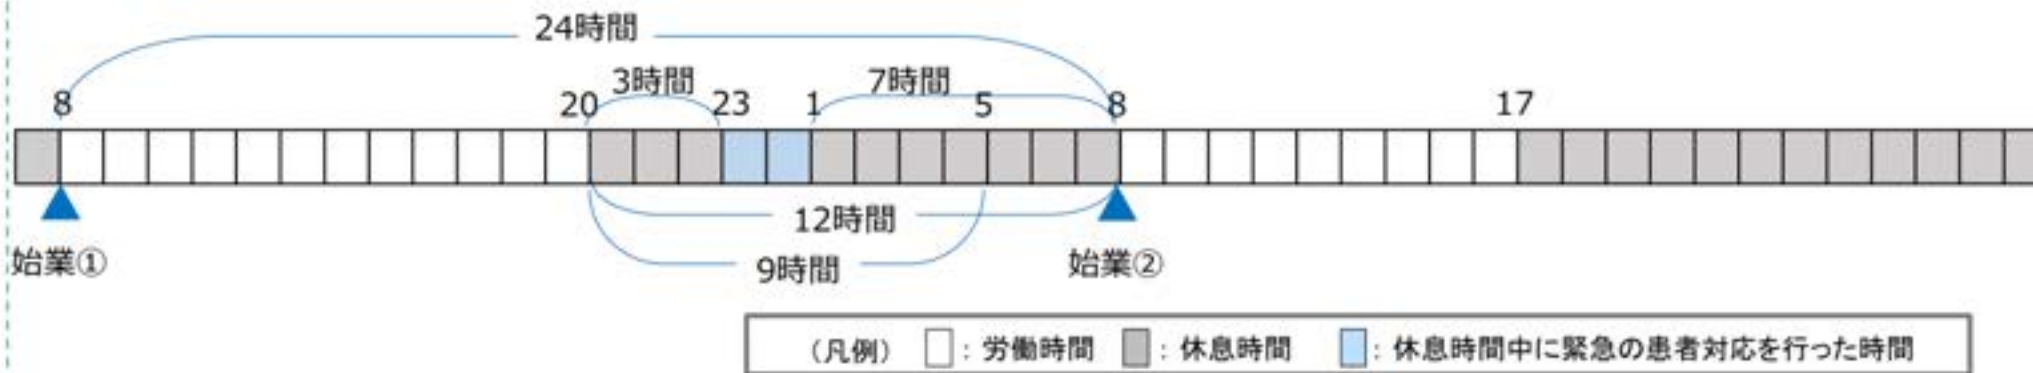 24時間
3時間
7時間
8
20
23
1
5
8
17
12時間
9時間
始業①
始業②
（凡例） ：労働時間 ：休息時間 ：休息時間中に緊急の患者対応を行った時間